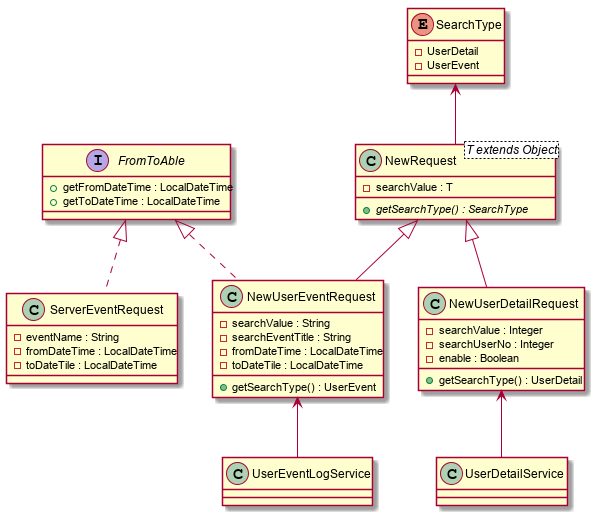 E SearchType
UserDetail
UserEvent
I FromToAble
getFromDateTime : LocalDateTime
getToDateTime : LocalDateTime
C NewRequest
T extends Object
searchValue : T
getSearchType() : SearchType
C ServerEventRequest
eventName : String
fromDateTime : LocalDateTime
toDateTile : LocalDateTime
C NewUserEventRequest
searchValue : String
searchEventTitle : String
fromDateTime : LocalDateTime
toDateTile : LocalDateTime
getSearchType() : UserEvent
C NewUserDetailRequest
searchValue : Integer
searchUserNo : Integer
enable : Boolean
getSearchType() : UserDetail
C UserEventLogService
C UserDetailService